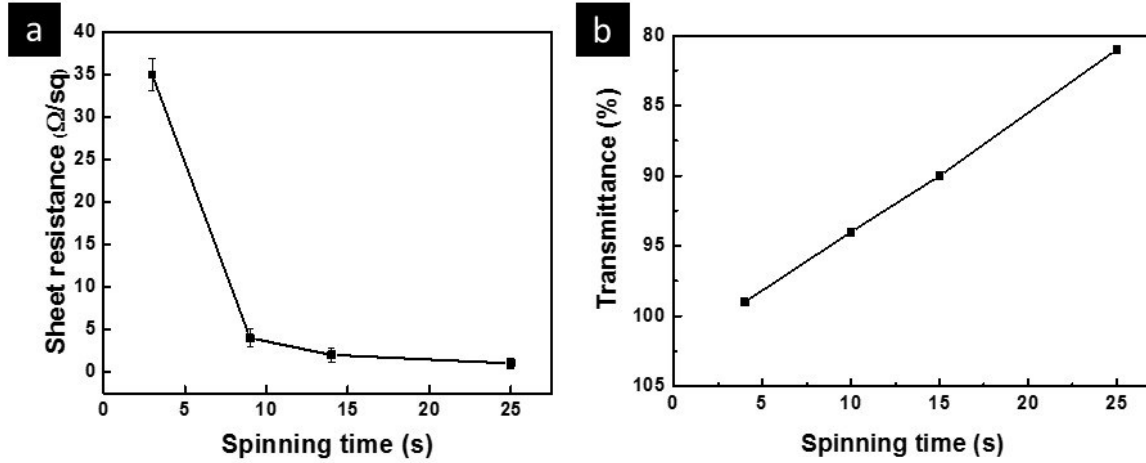 a
40
35
30
25
20
15
10
5
0
Sheet resistance (Ω/sq)
0 5 10 15 20 25
Spinning time (s)
b
80
85
90
95
100
105
Transmittance (%)
0 5 10 15 20 25
Spinning time (s)